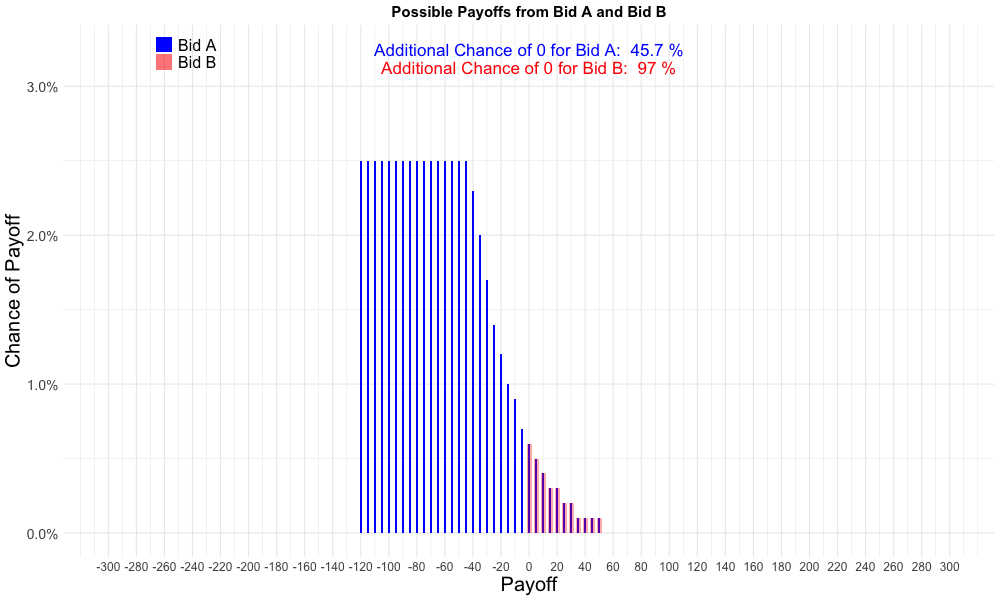 Possible Payoffs from Bid A and Bid B
Bid A
Bid B
Additional Chance of 0 for Bid A:  45.7 %
Additional Chance of 0 for Bid B:  97 %
Chance of Payoff
3.0%
2.0%
1.0%
0.0%
-300 -280 -260 -240 -220 -200 -180 -160 -140 -120 -100 -80 -60 -40 -20 0 20 40 60 80 100 120 140 160 180 200 220 240 260 280 300
Payoff